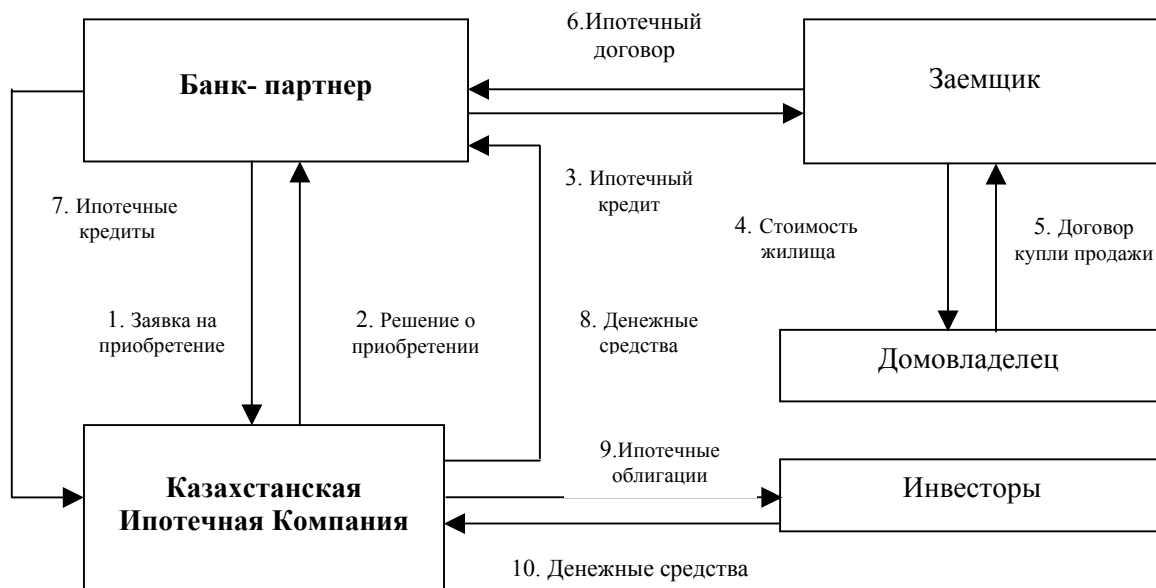 6.Ипотечный
договор
Банк- партнер
Заемщик
3. Ипотечный
кредит
7. Ипотечные
кредиты
4. Стоимость
жилища
5. Договор
купли продажи
1. Заявка на
приобретение
2. Решение о
приобретении
8. Денежные
средства
Домовладелец
9.Ипотечные
облигации
Казахстанская
Ипотечная Компания
Инвесторы
10. Денежные средства